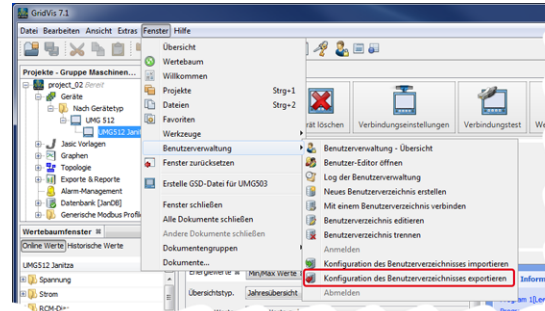 GridVis 7.1
Datei Bearbeiten Ansicht Extras Fenster Hilfe
Übersicht
Wertebaum
Willkommen
Projekte Strg+1
Dateien Strg+2
Favoriten
Werkzeuge
Benutzerverwaltung
Fenster zurücksetzen
Erstelle GSD-Datei für UMG503
Fenster schließen
Alle Dokumente schließen
Andere Dokumente schließen
Dokumentengruppen
Dokumente...
Benutzerverwaltung - Übersicht
Benutzer-Editor öffnen
Log der Benutzerverwaltung
Neues Benutzerverzeichnis erstellen
Mit einem Benutzerverzeichnis verbinden
Benutzerverzeichnis editieren
Benutzerverzeichnis trennen
Anmelden
Konfiguration des Benutzerverzeichnisses importieren
Konfiguration des Benutzerverzeichnisses exportieren
Abmelden
Projekte - Gruppe Maschinen...
project_02 Bereit
Geräte
Nach Gerätetyp
UMG 512
UMG512 Janit
Jasic Vorlagen
Graphen
Topologie
Exporte & Reporte
Alarm-Management
Datenbank [JanDB]
Generische Modbus Profil
Wertebaumfenster
Online Werte Historische Werte
UMG512 Janitza
Spannung
Strom
rät löschen Verbindungseinstellungen Verbindungstest We
Energiewerte Min/Max Werte
Übersichtstyp. Jahresübersicht
Inform